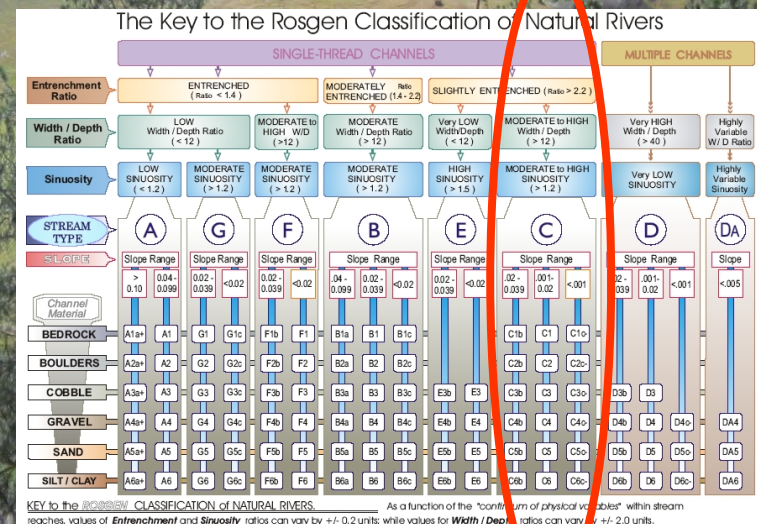 The Key to the Rosgen Classification of Natural Rivers
SINGLE-THREAD CHANNELS
MULTIPLE CHANNELS
Entrenchment
Ratio
ENTRENCHED
( Ratio < 1.4 )
MODERATELY Ratio
ENTRENCHED (1.4 - 2.2)
SLIGHTLY ENTRENCHED ( Ratio > 2.2 )
Width / Depth
Ratio
LOW
Width / Depth Ratio
( < 12 )
MODERATE to
HIGH W/D
( >12 )
MODERATE
Width / Depth Ratio
( > 12 )
Very LOW
Width/Depth
( < 12 )
MODERATE to HIGH
Width / Depth
( > 12 )
Very HIGH
Width / Depth
( > 40 )
Highly
Variable
W / D Ratio
Sinuosity
LOW
SINUOSITY
( < 1.2 )
MODERATE
SINUOSITY
( > 1.2 )
MODERATE
SINUOSITY
( > 1.2 )
MODERATE
SINUOSITY
( > 1.2 )
HIGH
SINUOSITY
( > 1.5 )
MODERATE to HIGH
SINUOSITY
( > 1.2 )
Very LOW
SINUOSITY
Highly
Variable
Sinuosity
STREAM
TYPE
A G F B E C D DA
SLOPE
Slope Range Slope Range Slope Range Slope Range Slope Range Slope Range Slope Range Slope
> 0.10 0.04 - 0.099 0.02 - 0.039 <0.02 0.02 - 0.039 <0.02 .04 - 0.099 0.02 - 0.039 <0.02 0.02 - 0.039 <0.02 .02 - 0.039 .001- 0.02 <.001 .02 - 0.039 .001- 0.02 <.001 <.005
Channel
Material
BEDROCK A1a+ A1 G1 G1c F1b F1 B1a B1 B1c C1b C1 C1c-
BOULDERS A2a+ A2 G2 G2c F2b F2 B2a B2 B2c C2b C2 C2c-
COBBLE A3a+ A3 G3 G3c F3b F3 B3a B3 B3c E3b E3 C3b C3 C3c- D3b D3
GRAVEL A4a+ A4 G4 G4c F4b F4 B4a B4 B4c E4b E4 C4b C4 C4c- D4b D4 D4c- DA4
SAND A5a+ A5 G5 G5c F5b F5 B5a B5 B5c E5b E5 C5b C5 C5c- D5b D5 D5c- DA5
SILT / CLAY A6a+ A6 G6 G6c F6b F6 B6a B6 B6c E6b E6 C6b C6 C6c- D6b D6 D6c- DA6
KEY to the ROSGEN CLASSIFICATION of NATURAL RIVERS. As a function of the "continuum of physical variables" within stream
reaches, values of Entrenchment and Sinuosity ratios can vary by +/- 0.2 units; while values for Width / Depth ratios can vary by +/- 2.0 units.